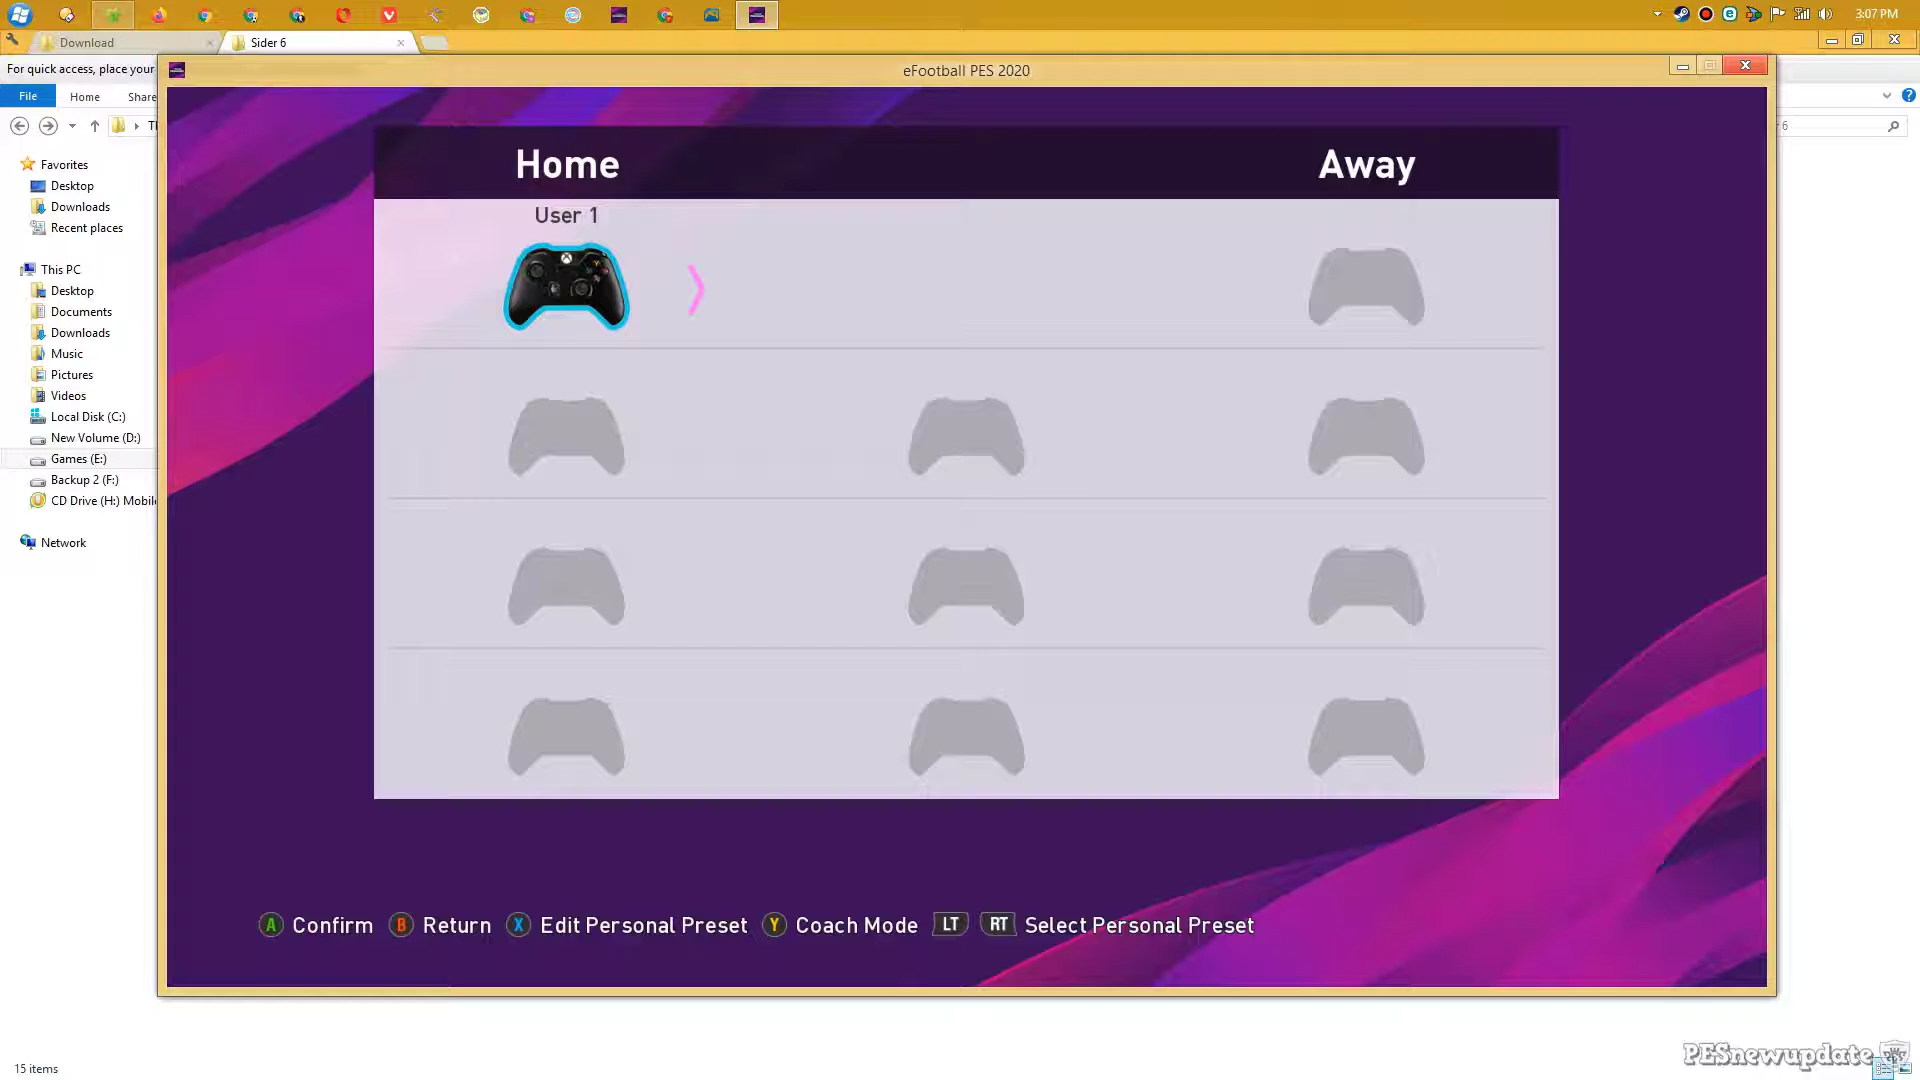 3:07 PM
Download
Sider 6
For quick access, place your
eFootball PES 2020
File
Home
Share
6
Favorites
Desktop
Downloads
Recent places
This PC
Desktop
Documents
Downloads
Music
Pictures
Videos
Local Disk (C:)
New Volume (D:)
Games (E:)
Backup 2 (F:)
CD Drive (H:) Mobile
Network
Home
Away
User 1
A Confirm B Return X Edit Personal Preset Y Coach Mode LT RT Select Personal Preset
15 items
PESnewupdate